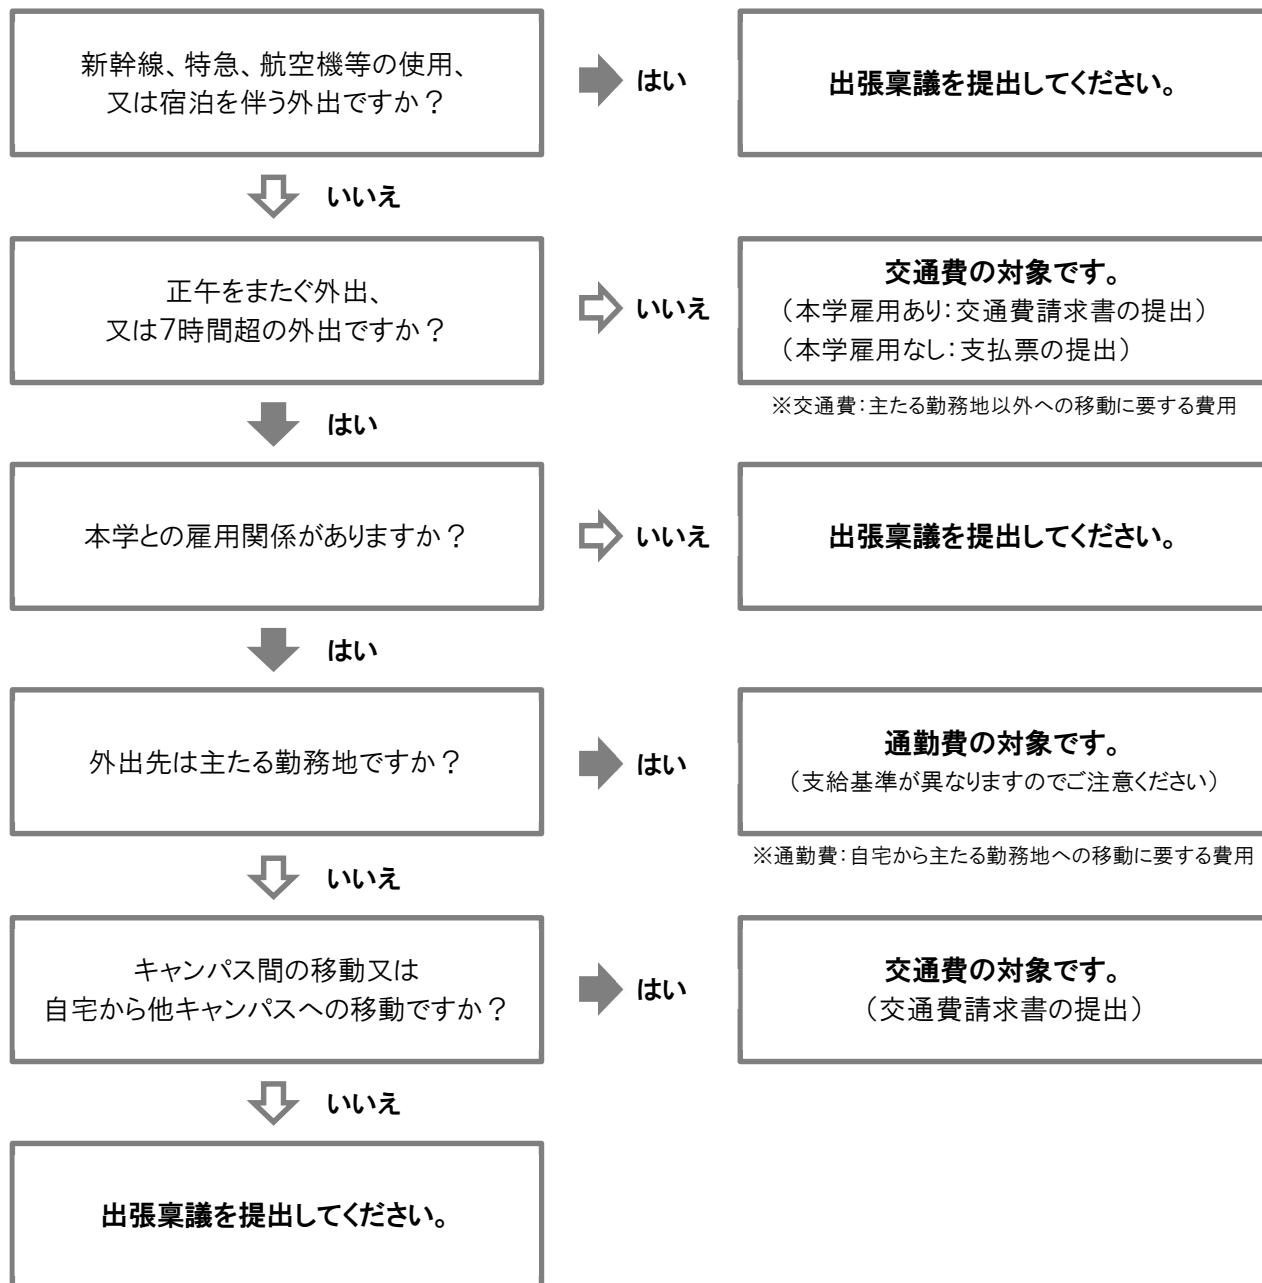 新幹線、特急、航空機等の使用、
又は宿泊を伴う外出ですか？
はい
出張稟議を提出してください。
いいえ
正午をまたぐ外出、
又は7時間超の外出ですか？
いいえ
交通費の対象です。
（本学雇用あり：交通費請求書の提出）
（本学雇用なし：支払票の提出）
※交通費：主たる勤務地以外への移動に要する費用
はい
本学との雇用関係がありますか？
いいえ
出張稟議を提出してください。
はい
外出先は主たる勤務地ですか？
はい
通勤費の対象です。
（支給基準が異なりますのでご注意ください）
※通勤費：自宅から主たる勤務地への移動に要する費用
いいえ
キャンパス間の移動又は
自宅から他キャンパスへの移動ですか？
はい
交通費の対象です。
（交通費請求書の提出）
いいえ
出張稟議を提出してください。